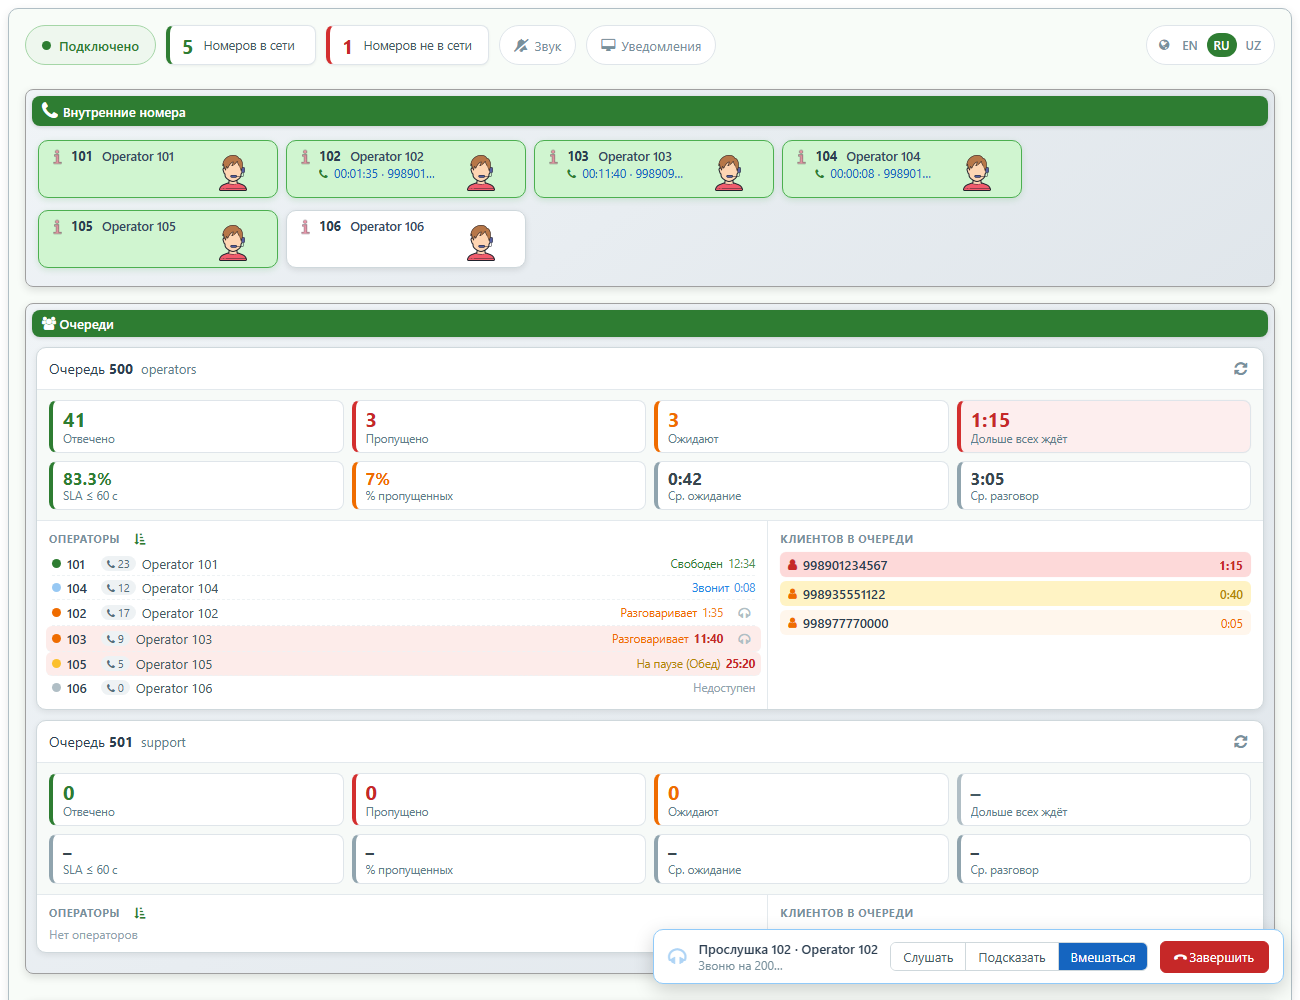 Подключено
5 Номеров в сети
1 Номеров не в сети
Звук
Уведомления
EN RU UZ
Внутренние номера
101 Operator 101
102 Operator 102
00:01:35 · 998901...
103 Operator 103
00:11:40 · 998909...
104 Operator 104
00:00:08 · 998901...
105 Operator 105
106 Operator 106
Очереди
Очередь 500 operators
41
Отвечено
3
Пропущено
3
Ожидают
1:15
Дольше всех ждёт
83.3%
SLA ≤ 60 с
7%
% пропущенных
0:42
Ср. ожидание
3:05
Ср. разговор
ОПЕРАТОРЫ
101 23 Operator 101 Свободен 12:34
104 12 Operator 104 Звонит 0:08
102 17 Operator 102 Разговаривает 1:35
103 9 Operator 103 Разговаривает 11:40
105 5 Operator 105 На паузе (Обед) 25:20
106 0 Operator 106 Недоступен
КЛИЕНТОВ В ОЧЕРЕДИ
998901234567 1:15
998935551122 0:40
998977770000 0:05
Очередь 501 support
0
Отвечено
0
Пропущено
0
Ожидают
–
Дольше всех ждёт
–
SLA ≤ 60 с
–
% пропущенных
–
Ср. ожидание
–
Ср. разговор
ОПЕРАТОРЫ
Нет операторов
КЛИЕНТОВ В ОЧЕРЕДИ
Прослушка 102 · Operator 102
Звоню на 200...
Слушать
Подсказать
Вмешаться
Завершить